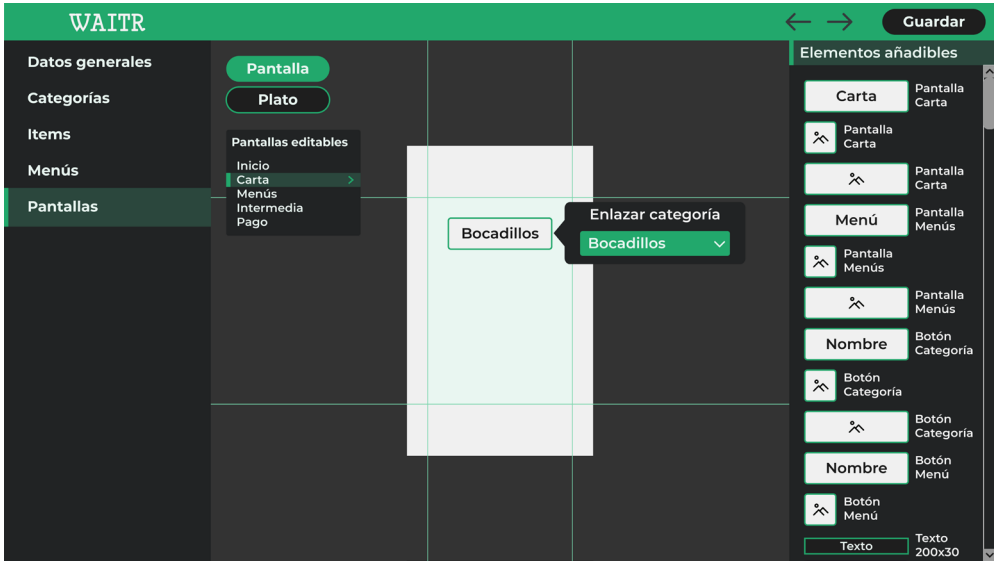 WAITR
Guardar
Datos generales
Categorías
Items
Menús
Pantallas
Pantalla
Plato
Pantallas editables
Inicio
Carta
Menús
Intermedia
Pago
Bocadillos
Enlazar categoría
Bocadillos
Elementos añadibles
Carta
Pantalla
Carta
Pantalla
Carta
Pantalla
Carta
Menú
Pantalla
Menús
Pantalla
Menús
Pantalla
Menús
Nombre
Botón
Categoría
Botón
Categoría
Botón
Categoría
Nombre
Botón
Menú
Botón
Menú
Texto
Texto
200x30